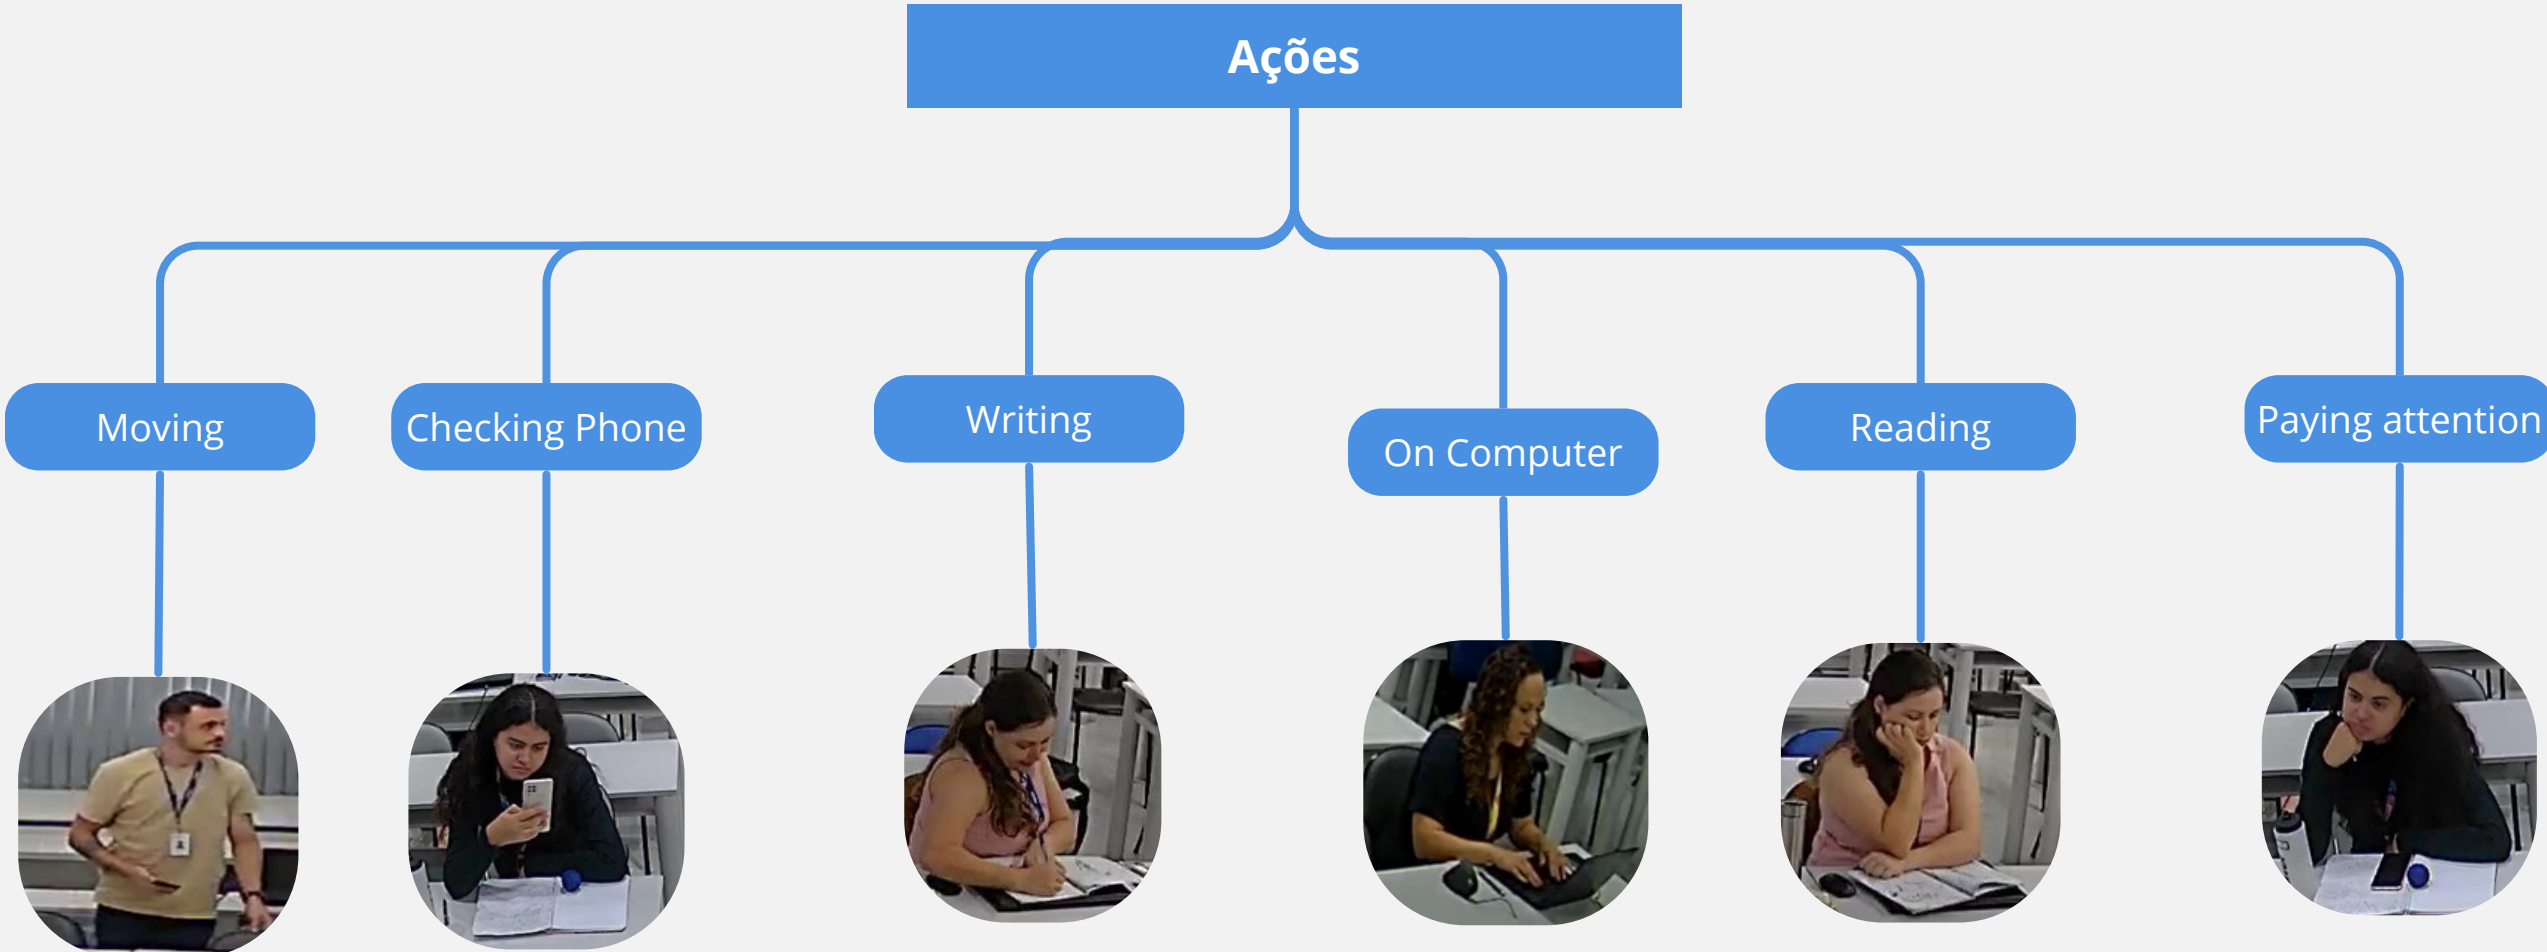 Ações
Moving
Checking Phone
Writing
On Computer
Reading
Paying attention